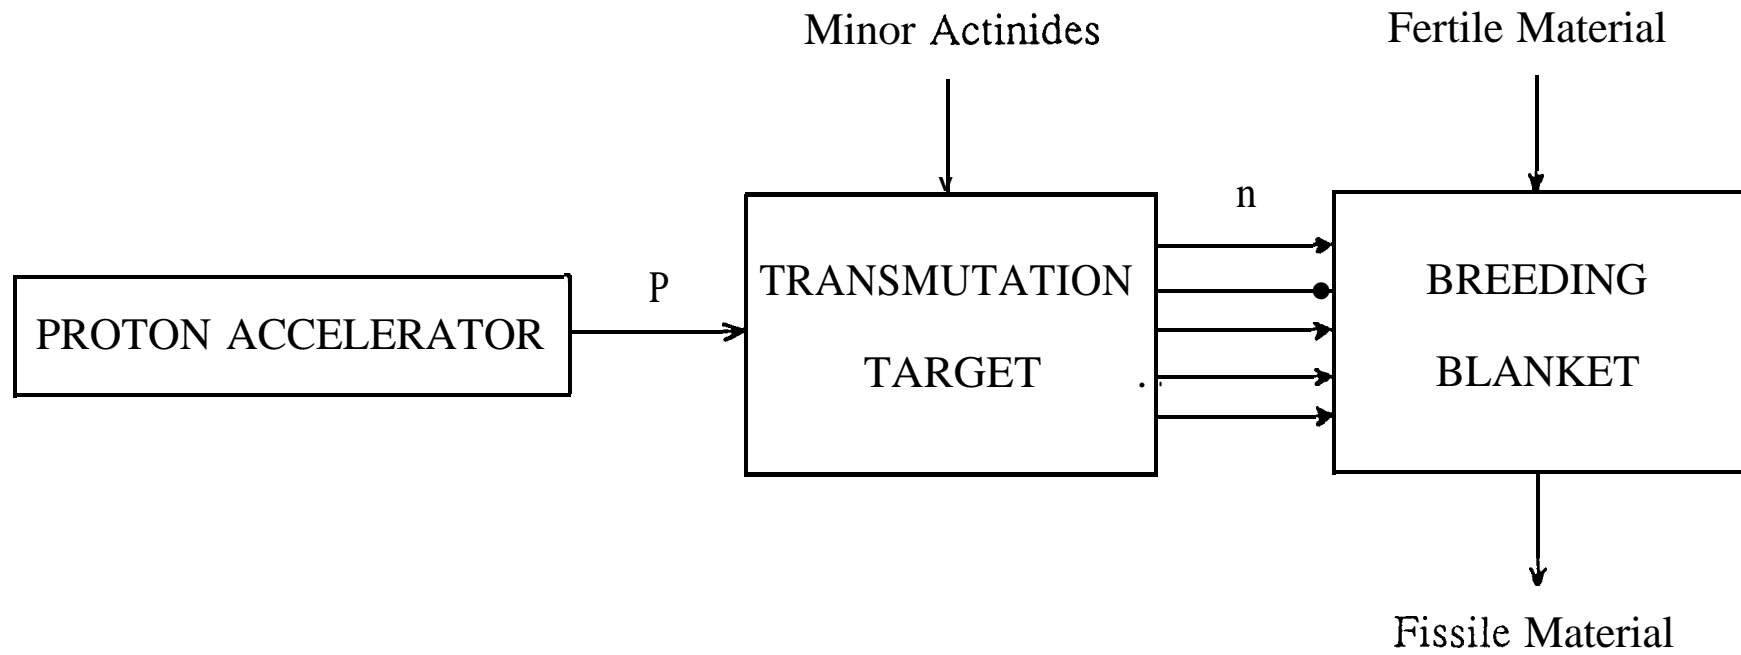 Minor Actinides
Fertile Material
n
P
PROTON ACCELERATOR
TRANSMUTATION
TARGET
BREEDING
BLANKET
Fissile Material